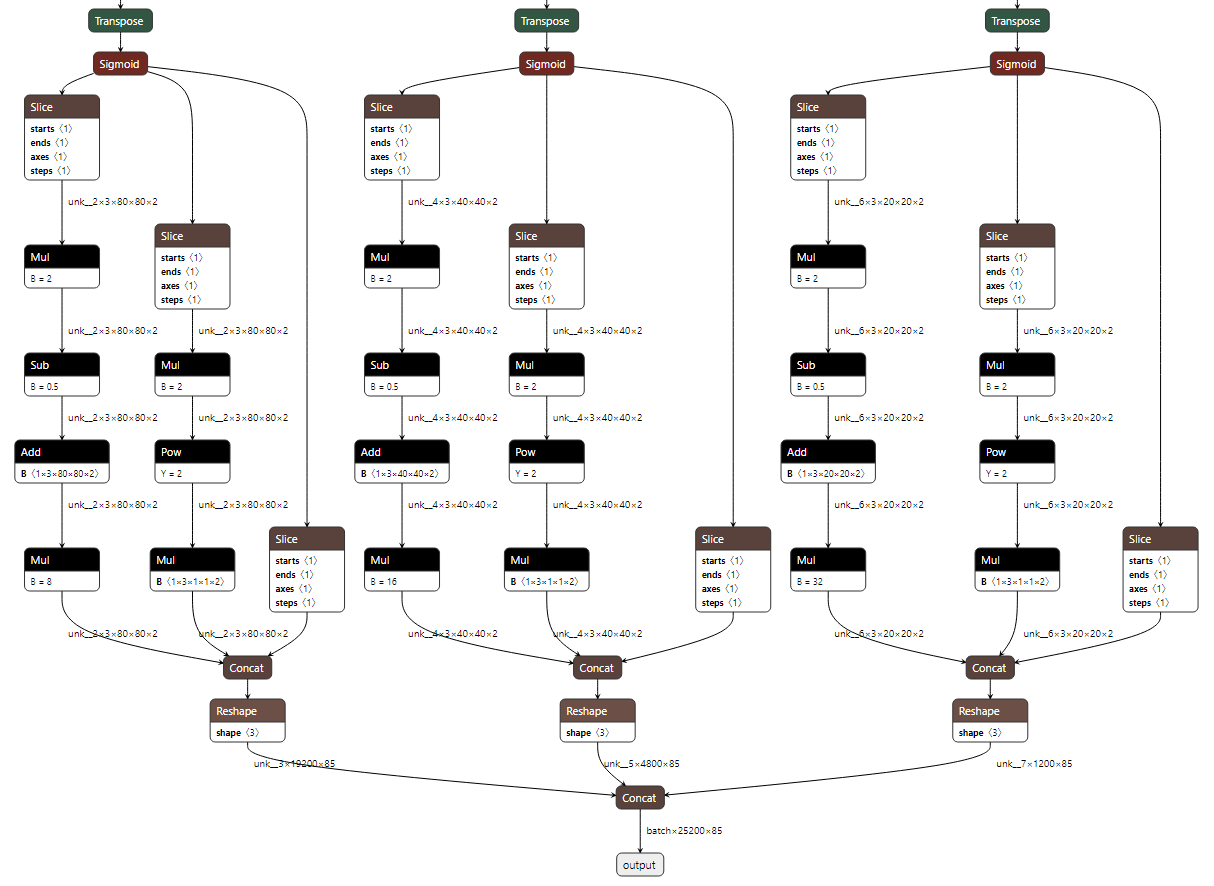 Transpose
Transpose
Transpose
Sigmoid
Sigmoid
Sigmoid
Slice
starts 〈1〉
ends 〈1〉
axes 〈1〉
steps 〈1〉
Slice
starts 〈1〉
ends 〈1〉
axes 〈1〉
steps 〈1〉
Slice
starts 〈1〉
ends 〈1〉
axes 〈1〉
steps 〈1〉
unk__2×3×80×80×2
unk__4×3×40×40×2
unk__6×3×20×20×2
Mul
B = 2
Slice
starts 〈1〉
ends 〈1〉
axes 〈1〉
steps 〈1〉
Mul
B = 2
Slice
starts 〈1〉
ends 〈1〉
axes 〈1〉
steps 〈1〉
Mul
B = 2
Slice
starts 〈1〉
ends 〈1〉
axes 〈1〉
steps 〈1〉
unk__2×3×80×80×2
unk__2×3×80×80×2
unk__4×3×40×40×2
unk__4×3×40×40×2
unk__6×3×20×20×2
unk__6×3×20×20×2
Sub
B = 0.5
Mul
B = 2
Sub
B = 0.5
Mul
B = 2
Sub
B = 0.5
Mul
B = 2
unk__2×3×80×80×2
unk__2×3×80×80×2
unk__4×3×40×40×2
unk__4×3×40×40×2
unk__6×3×20×20×2
unk__6×3×20×20×2
Add
B 〈1×3×80×80×2〉
Pow
Y = 2
Add
B 〈1×3×40×40×2〉
Pow
Y = 2
Add
B 〈1×3×20×20×2〉
Pow
Y = 2
unk__2×3×80×80×2
unk__2×3×80×80×2
unk__4×3×40×40×2
unk__4×3×40×40×2
unk__6×3×20×20×2
unk__6×3×20×20×2
Mul
B = 8
Mul
B 〈1×3×1×1×2〉
Slice
starts 〈1〉
ends 〈1〉
axes 〈1〉
steps 〈1〉
Mul
B = 16
Mul
B 〈1×3×1×1×2〉
Slice
starts 〈1〉
ends 〈1〉
axes 〈1〉
steps 〈1〉
Mul
B = 32
Mul
B 〈1×3×1×1×2〉
Slice
starts 〈1〉
ends 〈1〉
axes 〈1〉
steps 〈1〉
unk__2×3×80×80×2
unk__2×3×80×80×2
unk__4×3×40×40×2
unk__4×3×40×40×2
unk__6×3×20×20×2
unk__6×3×20×20×2
Concat
Concat
Concat
Reshape
shape 〈3〉
Reshape
shape 〈3〉
Reshape
shape 〈3〉
unk__3×19200×85
unk__5×4800×85
unk__7×1200×85
Concat
batch×25200×85
output